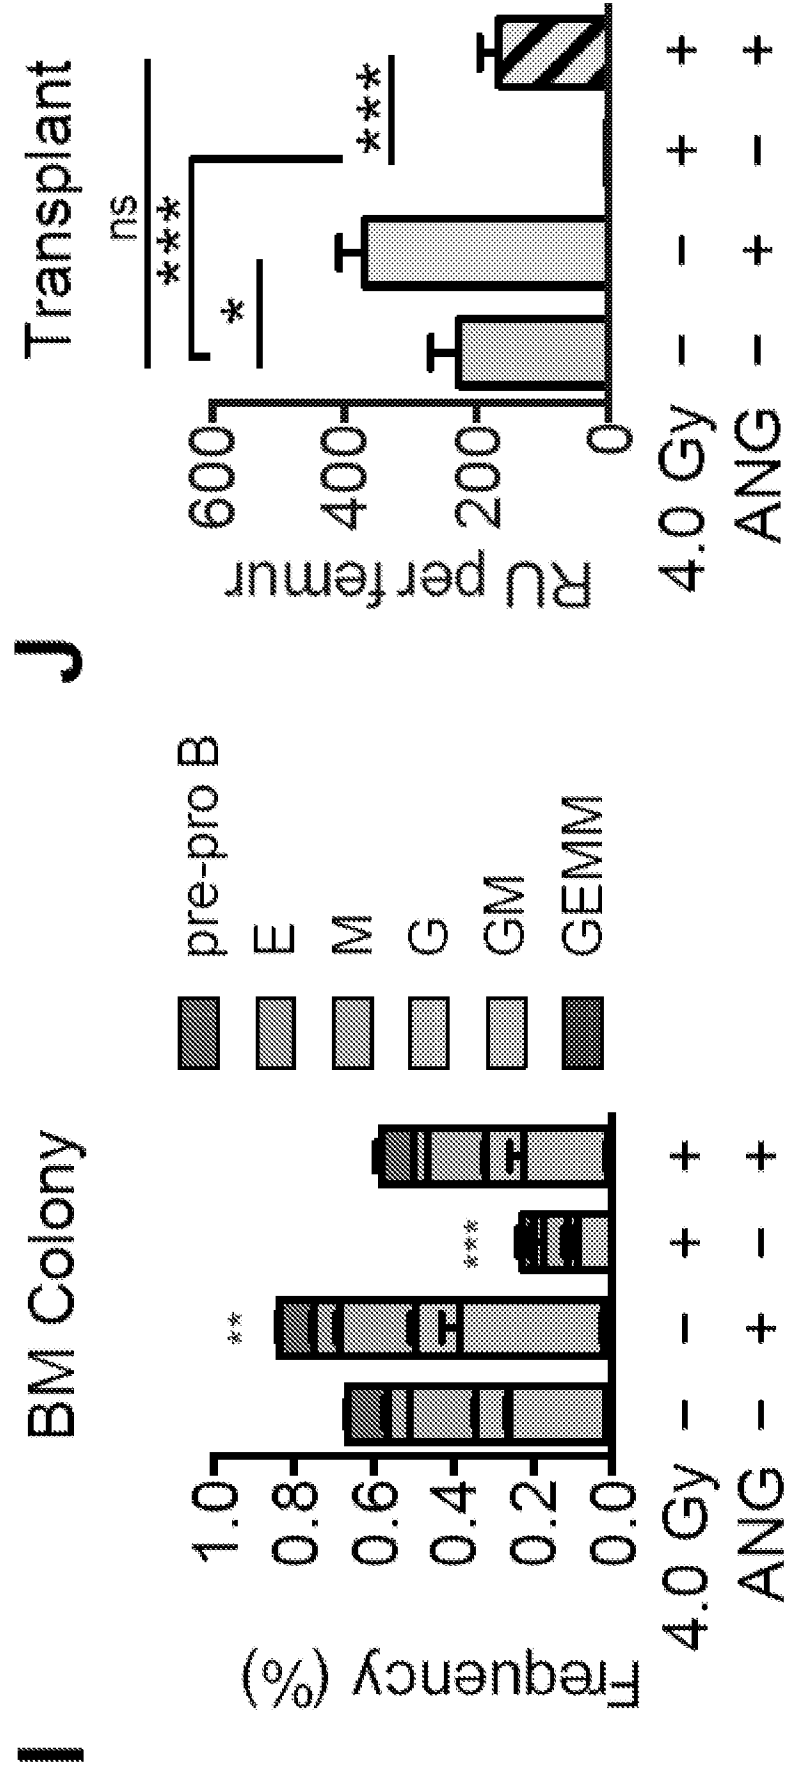 I
BM Colony
Frequency (%)
1.0
0.8
0.6
0.4
0.2
0.0
**
***
4.0 Gy − − + +
ANG − + − +
pre-pro B
E
M
G
GM
GEMM
J
Transplant
RU per femur
600
400
200
0
ns
***
*
***
4.0 Gy − − + +
ANG − + − +